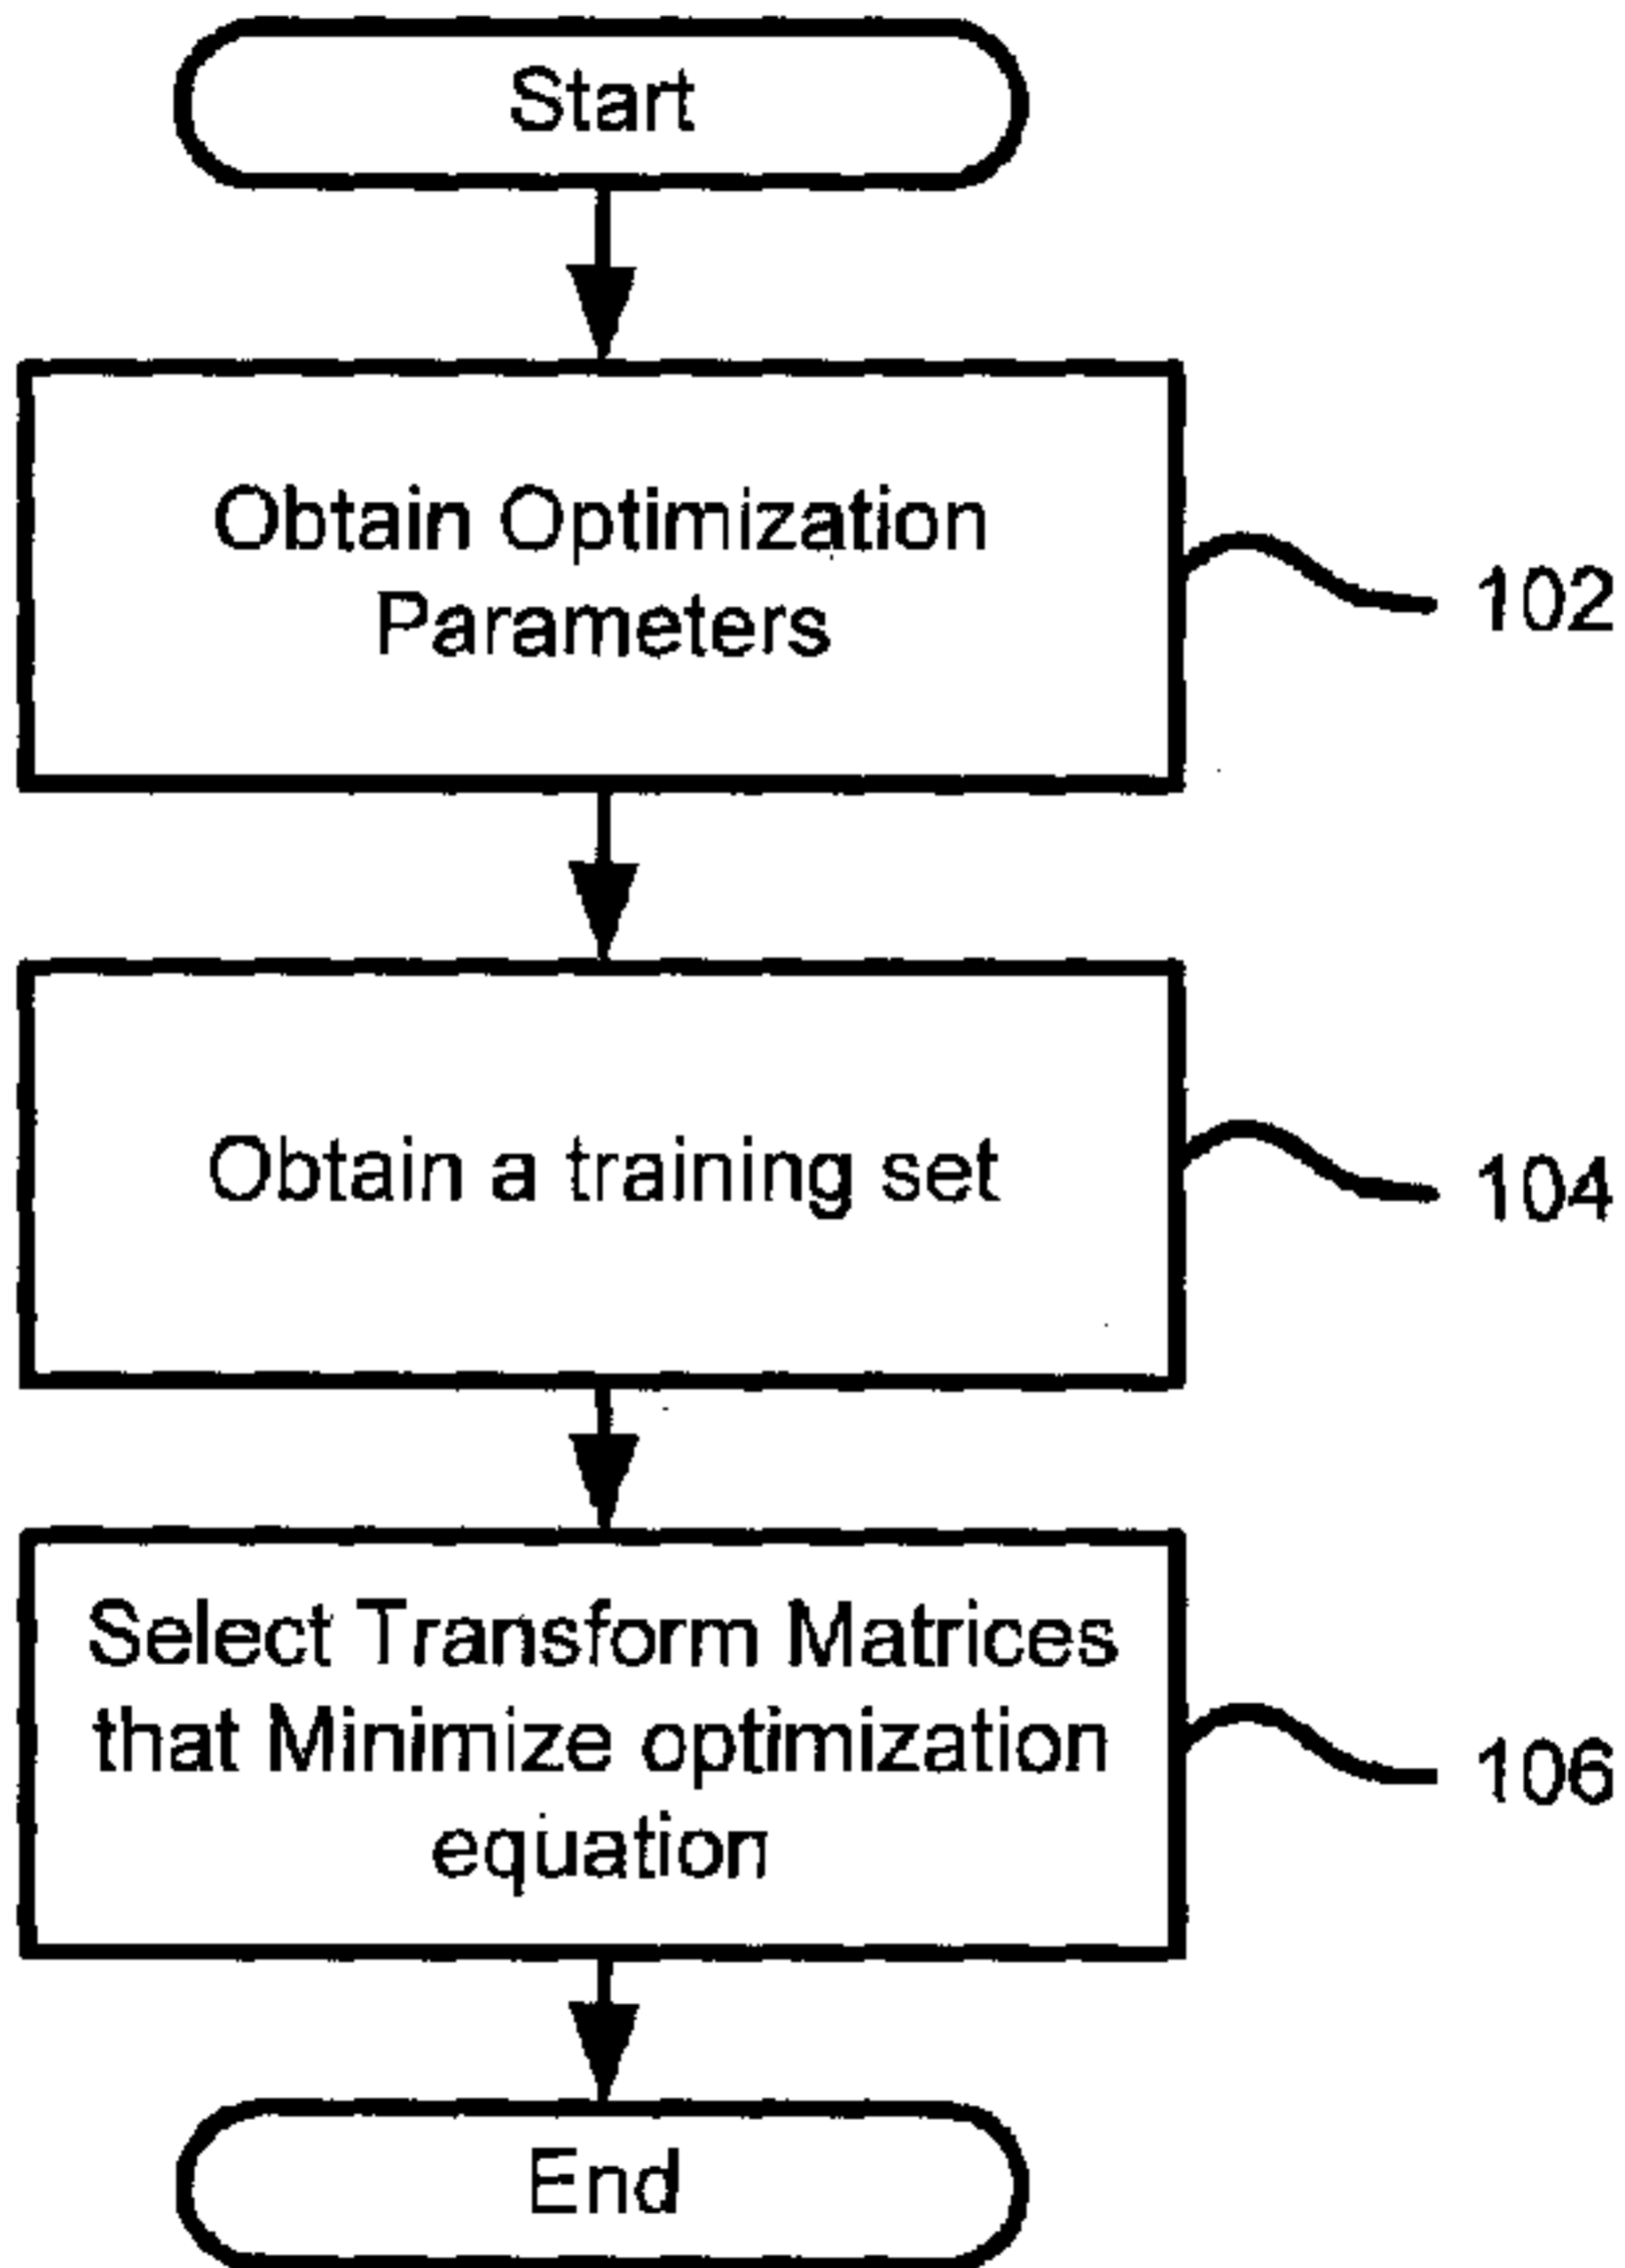 Start
Obtain Optimization
Parameters
102
Obtain a training set
104
Select Transform Matrices
that Minimize optimization
equation
106
End